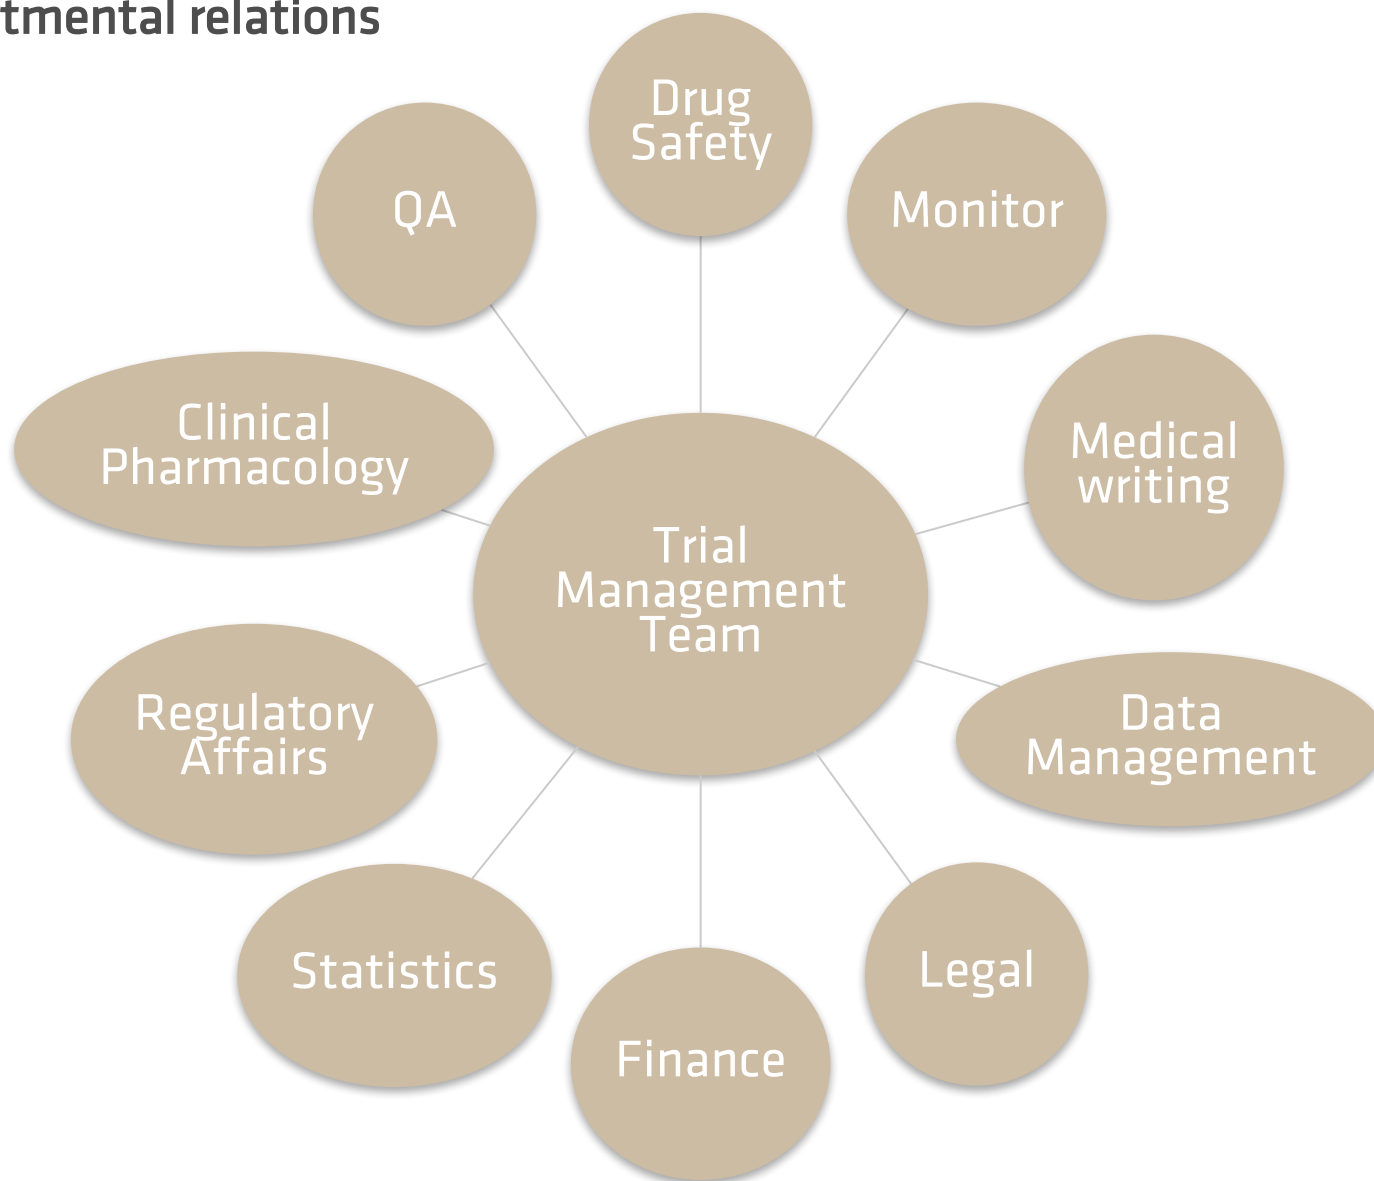 tmental relations
Drug
Safety
QA
Monitor
Clinical
Pharmacology
Medical
writing
Trial
Management
Team
Regulatory
Affairs
Data
Management
Statistics
Legal
Finance